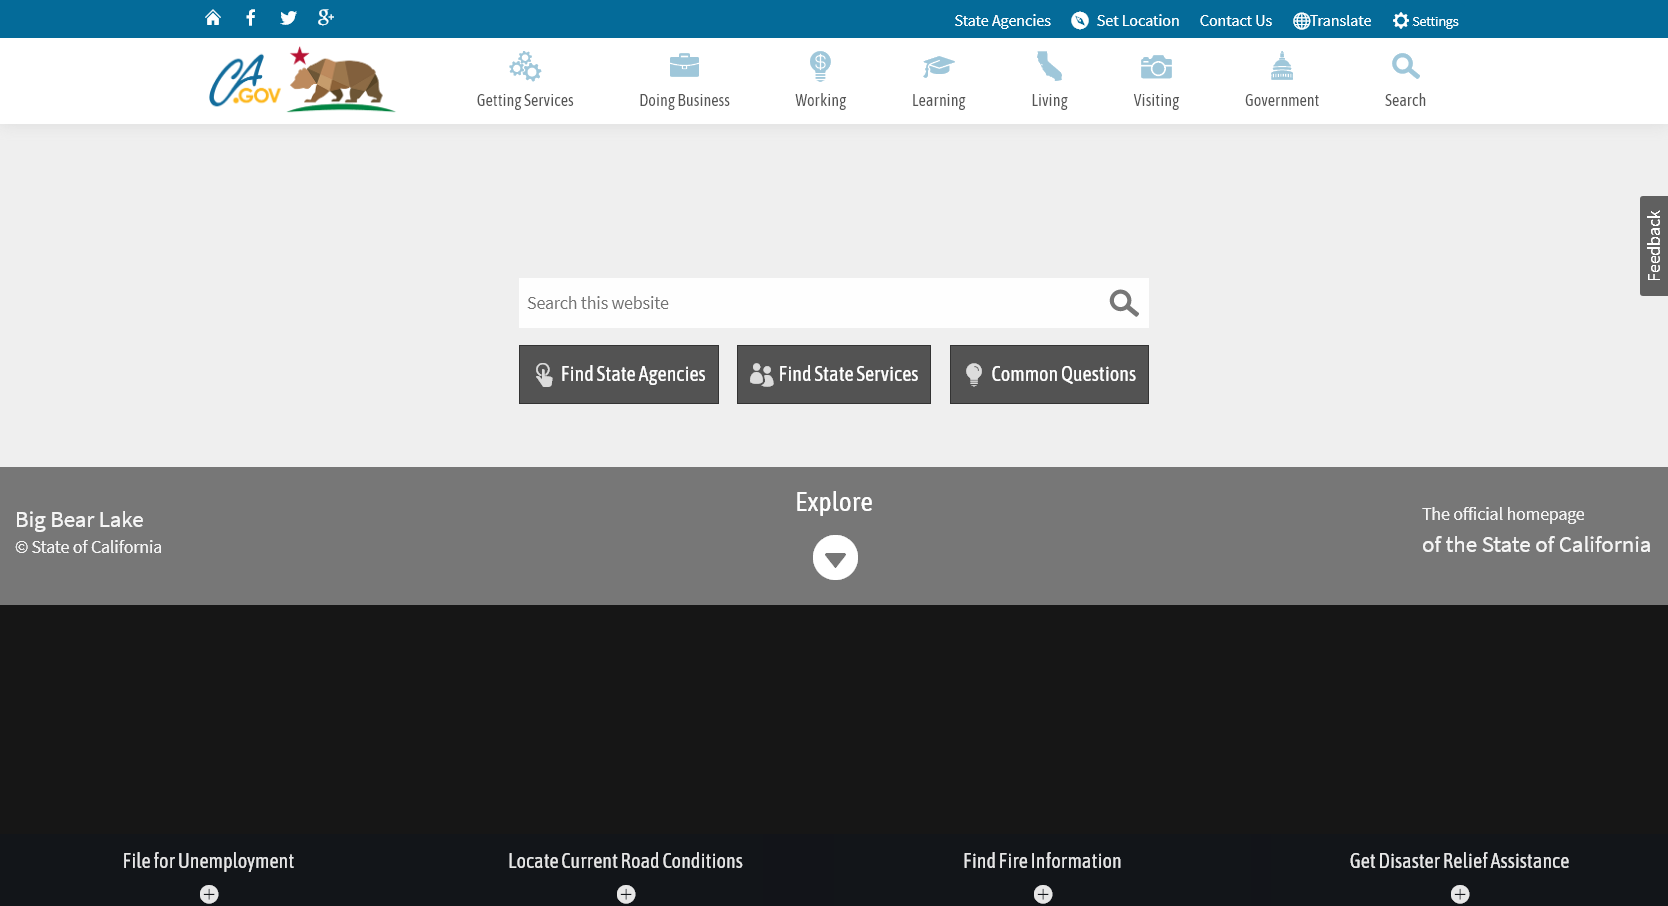 State Agencies
Set Location
Contact Us
Translate
Settings
CA
.GOV
Getting Services
Doing Business
Working
Learning
Living
Visiting
Government
Search
Feedback
Search this website
Find State Agencies
Find State Services
Common Questions
Explore
Big Bear Lake
© State of California
The official homepage
of the State of California
File for Unemployment
Locate Current Road Conditions
Find Fire Information
Get Disaster Relief Assistance